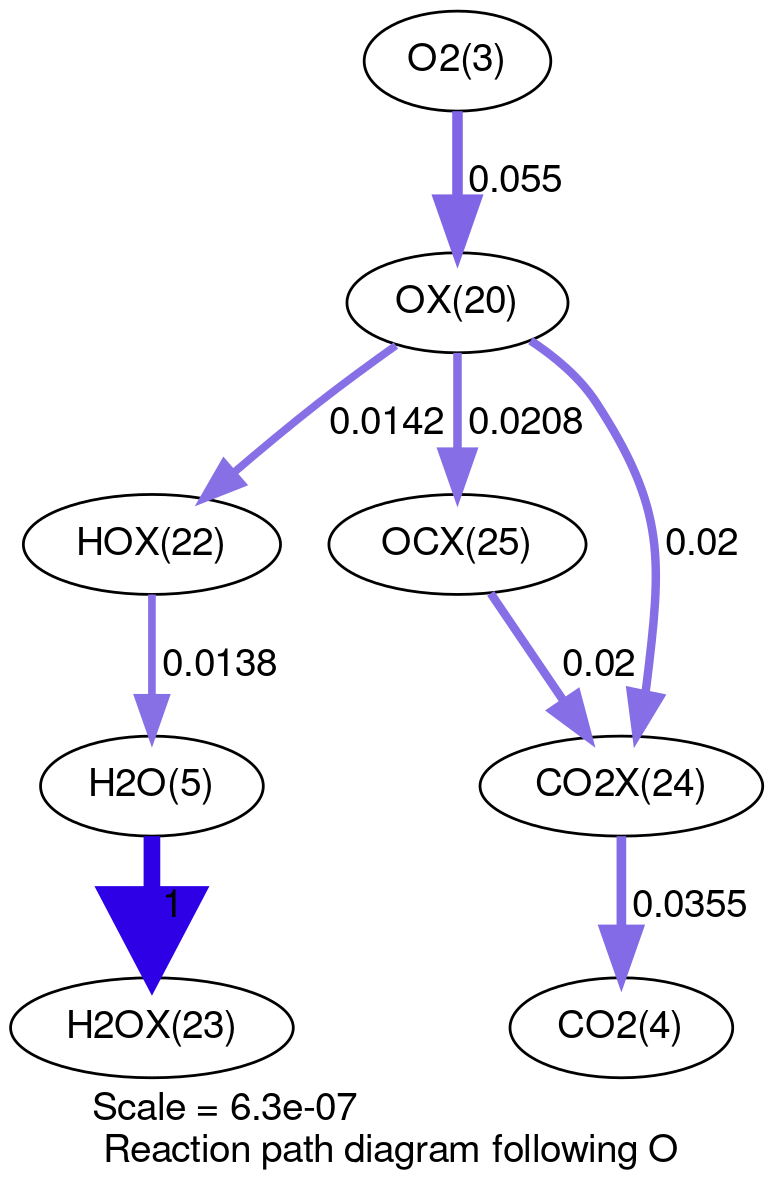 O2(3)
0.055
OX(20)
0.0142
0.0208
0.02
HOX(22)
OCX(25)
0.0138
0.02
H2O(5)
CO2X(24)
1
0.0355
H2OX(23)
CO2(4)
Scale = 6.3e-07
Reaction path diagram following O